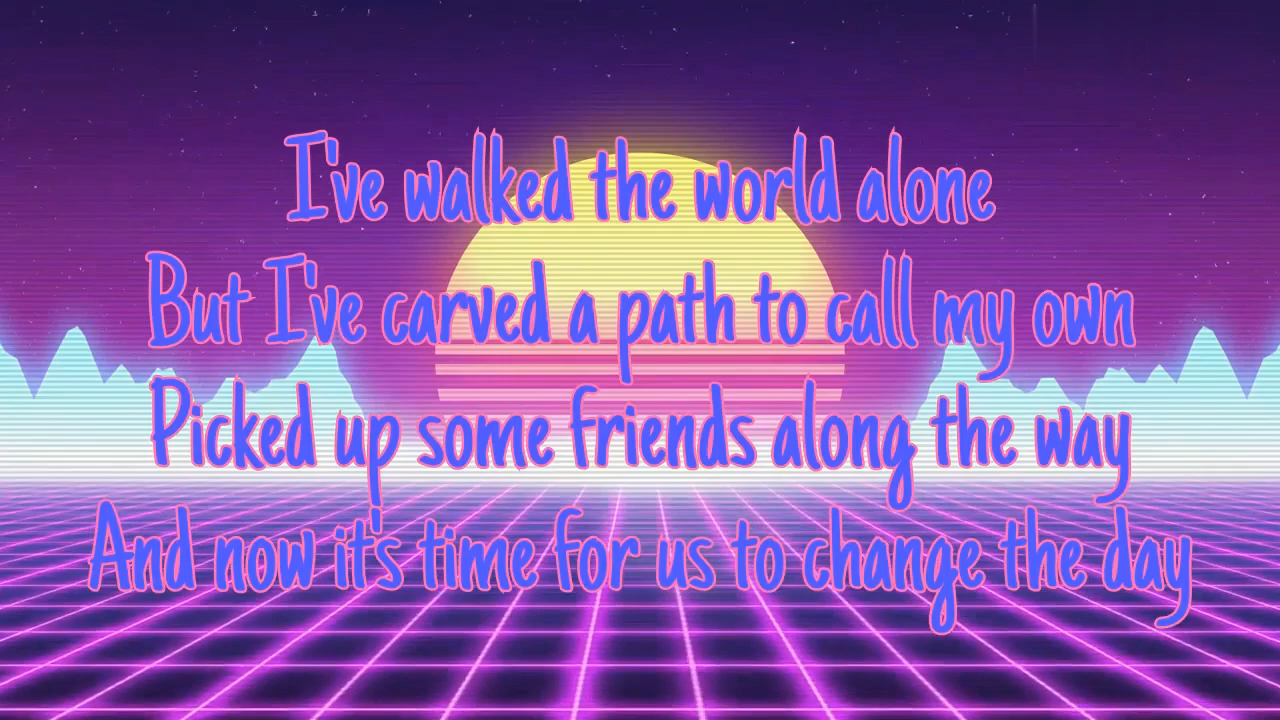 I've walked the world alone
But I've carved a path to call my own
Picked up some friends along the way
And now it's time for us to change the day